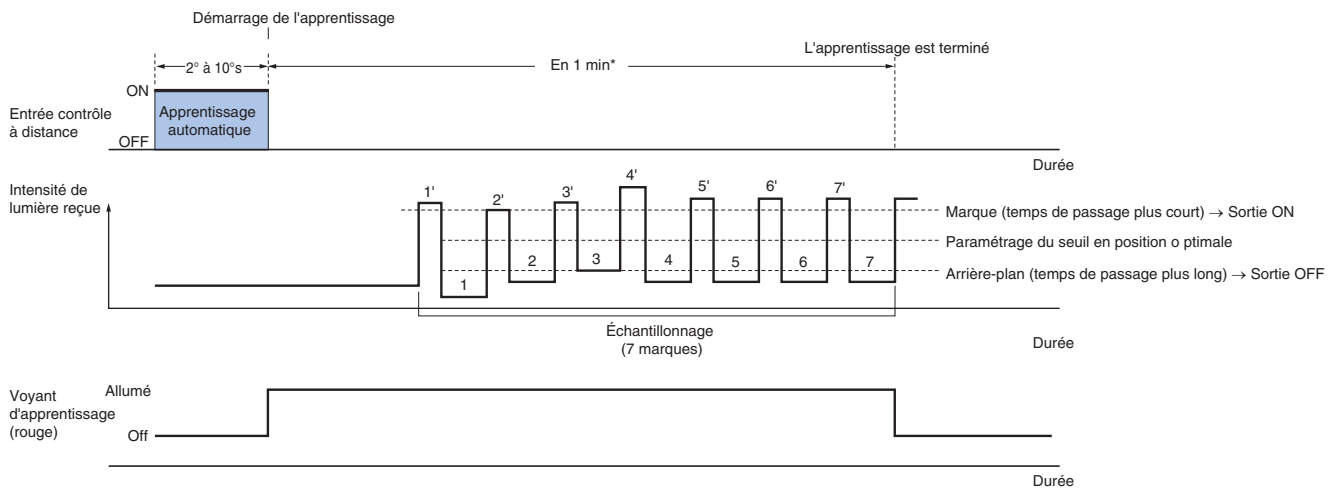 Démarrage de l'apprentissage
L'apprentissage est terminé
2° à 10°s
En 1 min*
ON
Entrée contrôle
à distance
Apprentissage
automatique
OFF
Durée
Intensité de
lumière reçue
1'
2'
3'
4'
5'
6'
7'
Marque (temps de passage plus court) → Sortie ON
Paramétrage du seuil en position o ptimale
Arrière-plan (temps de passage plus long) → Sortie OFF
1
2
3
4
5
6
7
Échantillonnage
(7 marques)
Durée
Voyant
d'apprentissage
(rouge)
Allumé
Off
Durée